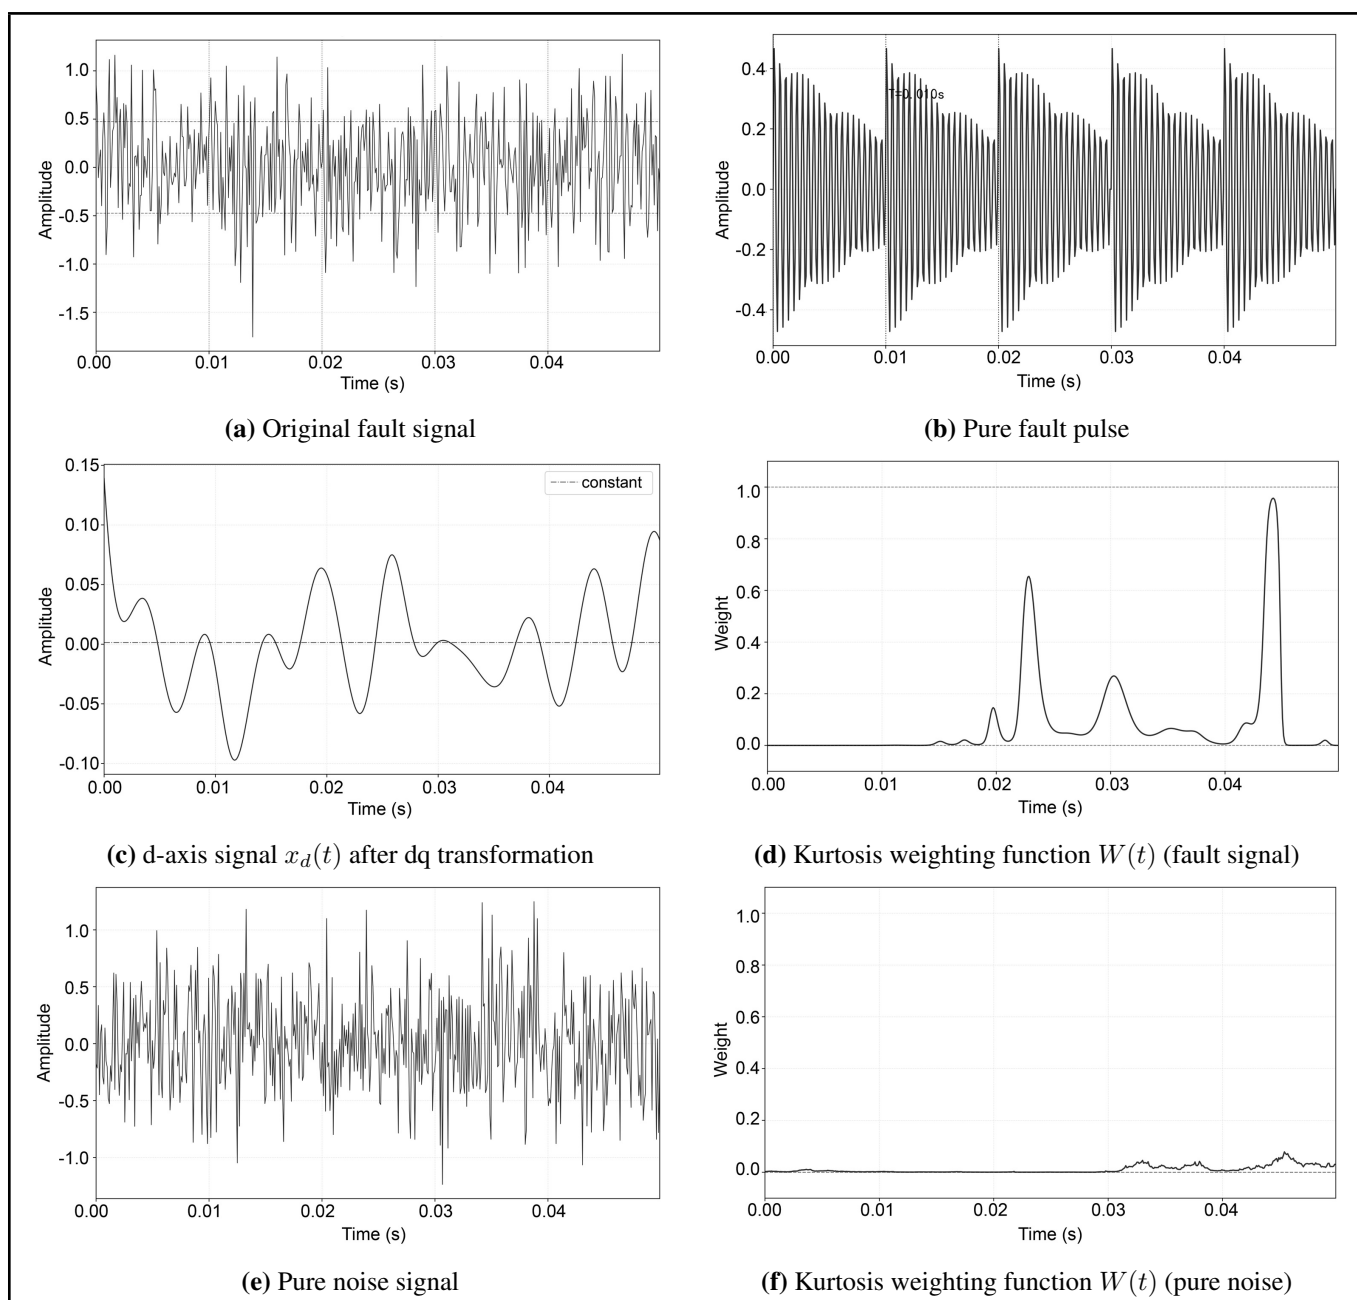 1.0
0.5
0.0
-0.5
-1.0
-1.5
Amplitude
0.00 0.01 0.02 0.03 0.04
Time (s)
(a) Original fault signal
0.4
0.2
0.0
-0.2
-0.4
Amplitude
T=0.010s
0.00 0.01 0.02 0.03 0.04
Time (s)
(b) Pure fault pulse
0.15
0.10
0.05
0.00
-0.05
-0.10
Amplitude
constant
0.00 0.01 0.02 0.03 0.04
Time (s)
(c) d-axis signal x_d(t) after dq transformation
1.0
0.8
0.6
0.4
0.2
0.0
Weight
0.00 0.01 0.02 0.03 0.04
Time (s)
(d) Kurtosis weighting function W(t) (fault signal)
1.0
0.5
0.0
-0.5
-1.0
Amplitude
0.00 0.01 0.02 0.03 0.04
Time (s)
(e) Pure noise signal
1.0
0.8
0.6
0.4
0.2
0.0
Weight
0.00 0.01 0.02 0.03 0.04
Time (s)
(f) Kurtosis weighting function W(t) (pure noise)